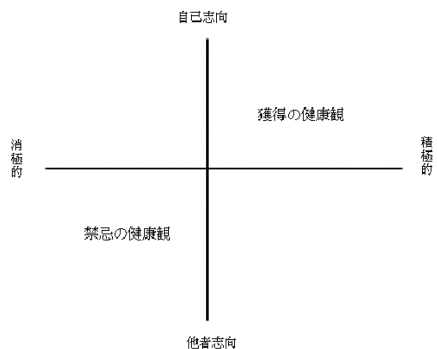 自己志向
獲得の健康観
消極的
積極的
禁忌の健康観
他者志向